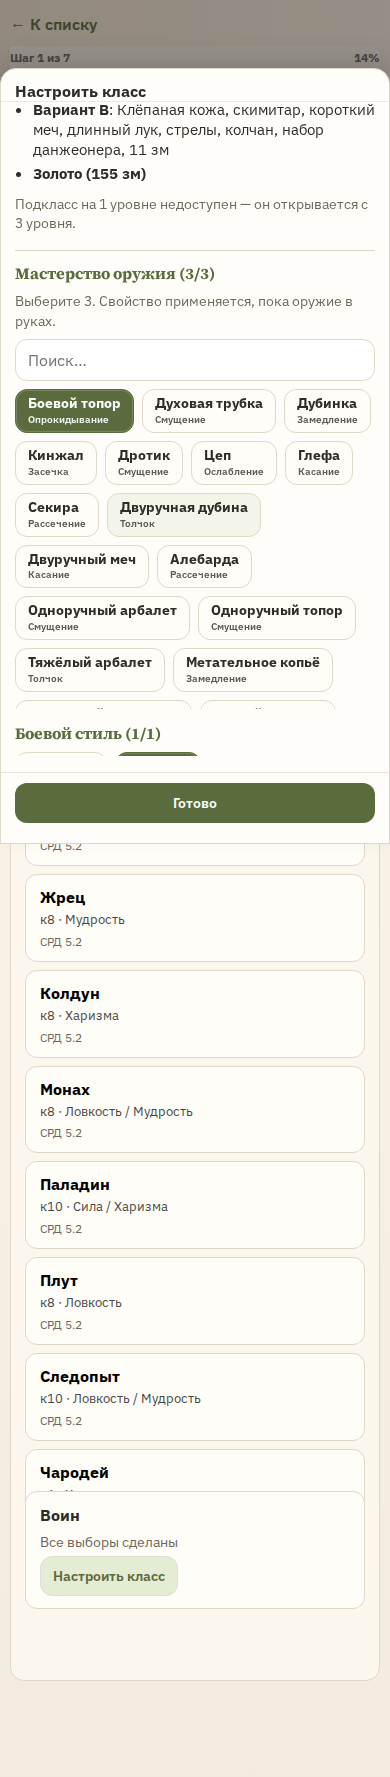 ← К списку
Шаг 1 из 7
14%
Настроить класс
• Вариант B: Клёпаная кожа, скимитар, короткий
меч, длинный лук, стрелы, колчан, набор
данжеонера, 11 зм
• Золото (155 зм)
Подкласс на 1 уровне недоступен — он открывается с
3 уровня.
Мастерство оружия (3/3)
Выберите 3. Свойство применяется, пока оружие в
руках.
Поиск...
Боевой топор
Опрокидывание
Духовая трубка
Смущение
Дубинка
Замедление
Кинжал
Засечка
Дротик
Смущение
Цеп
Ослабление
Глефа
Касание
Секира
Рассечение
Двуручная дубина
Толчок
Двуручный меч
Касание
Алебарда
Рассечение
Одноручный арбалет
Смущение
Одноручный топор
Смущение
Тяжёлый арбалет
Толчок
Метательное копьё
Замедление
Боевой стиль (1/1)
Готово
СРД 5.2
Жрец
к8 · Мудрость
СРД 5.2
Колдун
к8 · Харизма
СРД 5.2
Монах
к8 · Ловкость / Мудрость
СРД 5.2
Паладин
к10 · Сила / Харизма
СРД 5.2
Плут
к8 · Ловкость
СРД 5.2
Следопыт
к10 · Ловкость / Мудрость
СРД 5.2
Чародей
Воин
Все выборы сделаны
Настроить класс